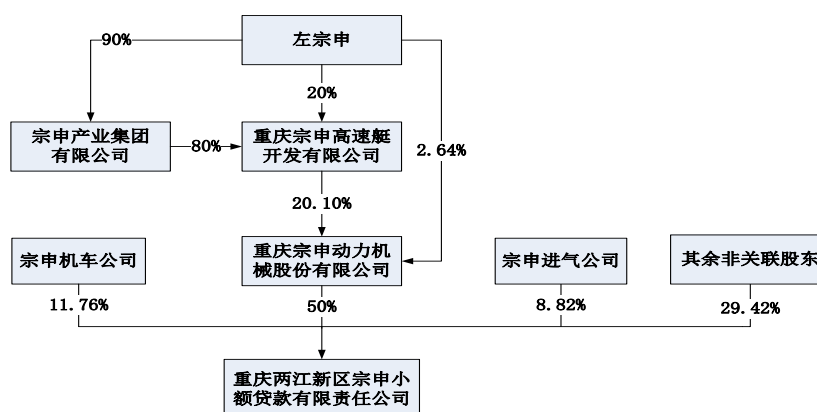 左宗申
90%
20%
2.64%
宗申产业集团
有限公司
80%
重庆宗申高速艇
开发有限公司
20.10%
宗申机车公司
重庆宗申动力机
械股份有限公司
宗申进气公司
其余非关联股东
11.76%
50%
8.82%
29.42%
重庆两江新区宗申小
额贷款有限责任公司